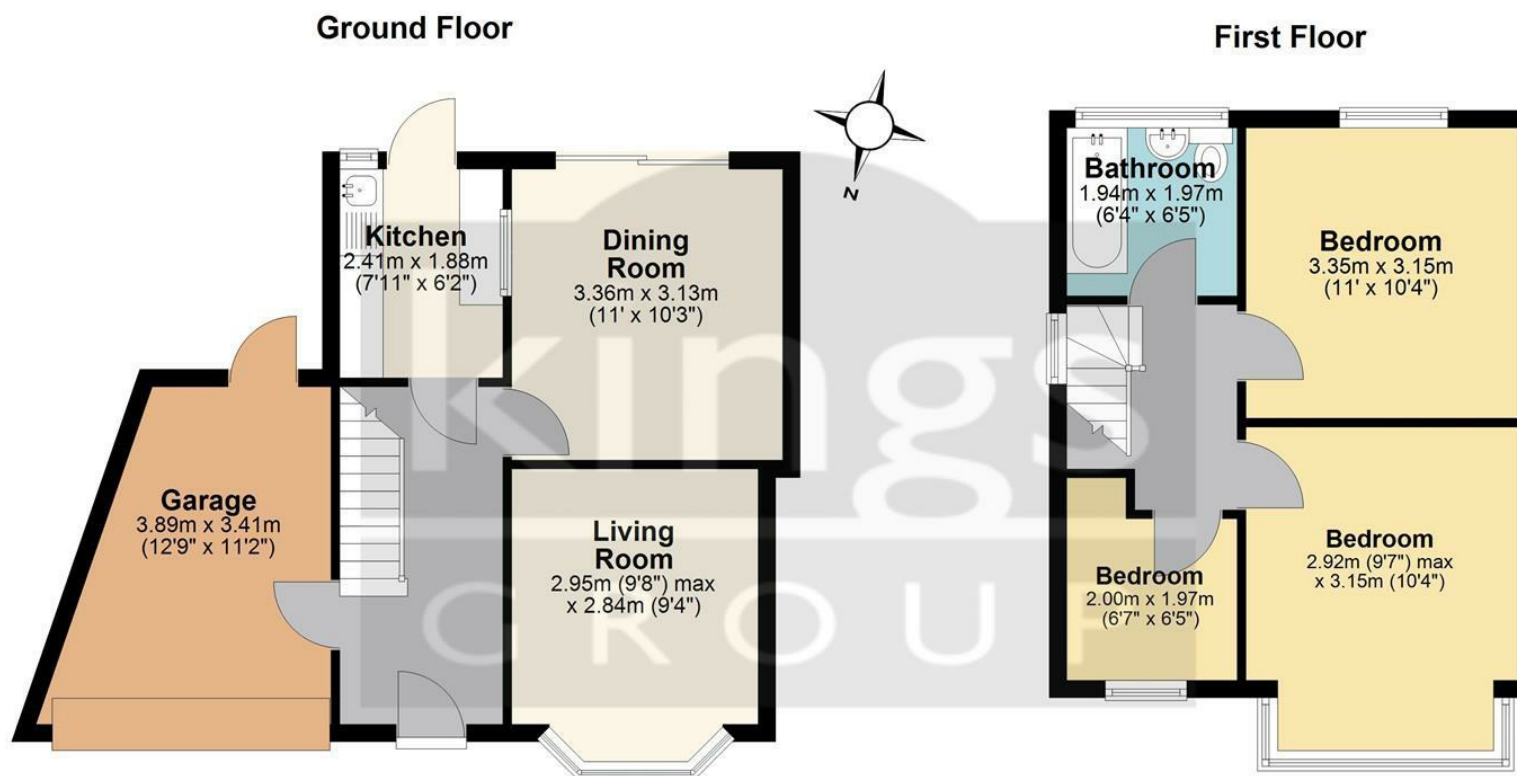 Ground Floor
First Floor
N
Kitchen
2.41m x 1.88m
(7'11" x 6'2")
Dining
Room
3.36m x 3.13m
(11' x 10'3")
Garage
3.89m x 3.41m
(12'9" x 11'2")
Living
Room
2.95m (9'8") max
x 2.84m (9'4")
Bathroom
1.94m x 1.97m
(6'4" x 6'5")
Bedroom
3.35m x 3.15m
(11' x 10'4")
Bedroom
2.00m x 1.97m
(6'7" x 6'5")
Bedroom
2.92m (9'7") max
x 3.15m (10'4")
kings
GROUP